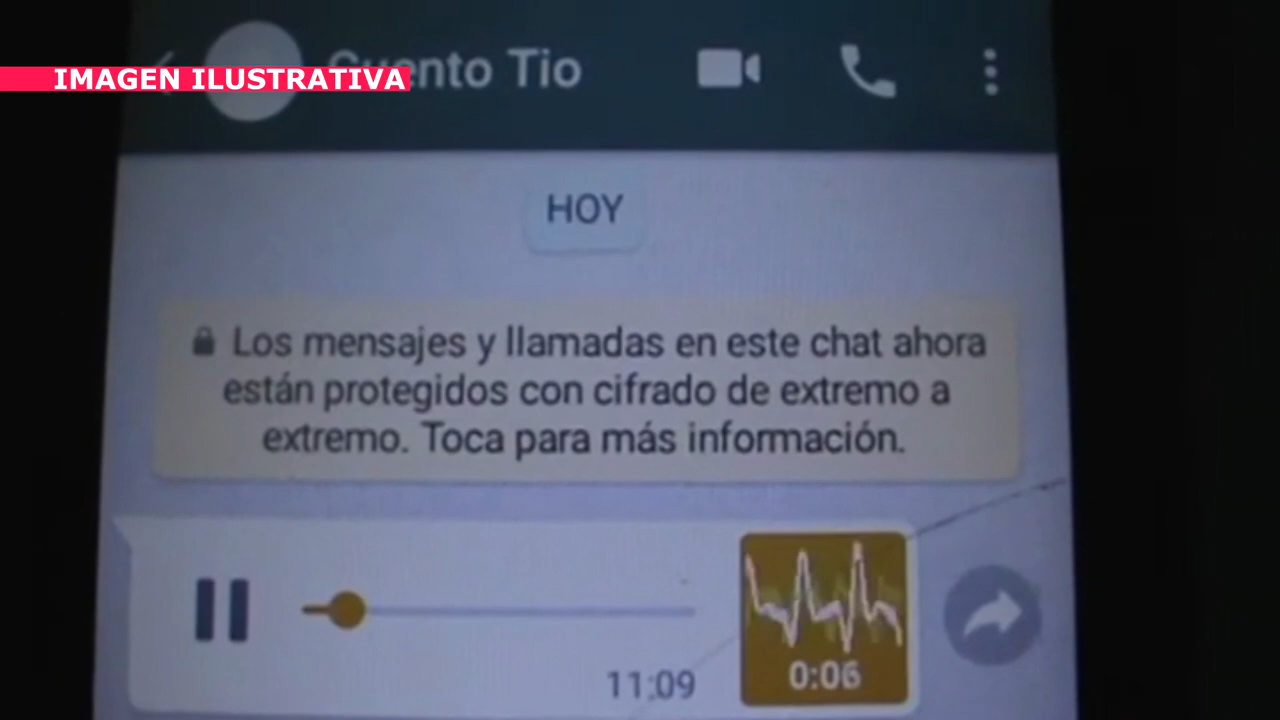 IMAGEN ILUSTRATIVA
Cuento Tio
HOY
Los mensajes y llamadas en este chat ahora
están protegidos con cifrado de extremo a
extremo. Toca para más información.
11:09
0:06